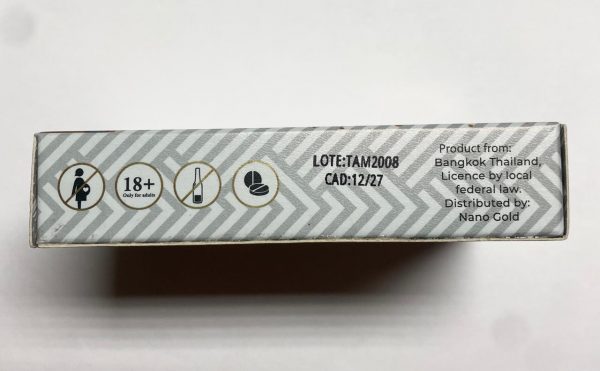 18+
Only for adults
LOTE:TAM2008
CAD:12/27
Product from:
Bangkok Thailand,
Licence by local
federal law.
Distributed by:
Nano Gold